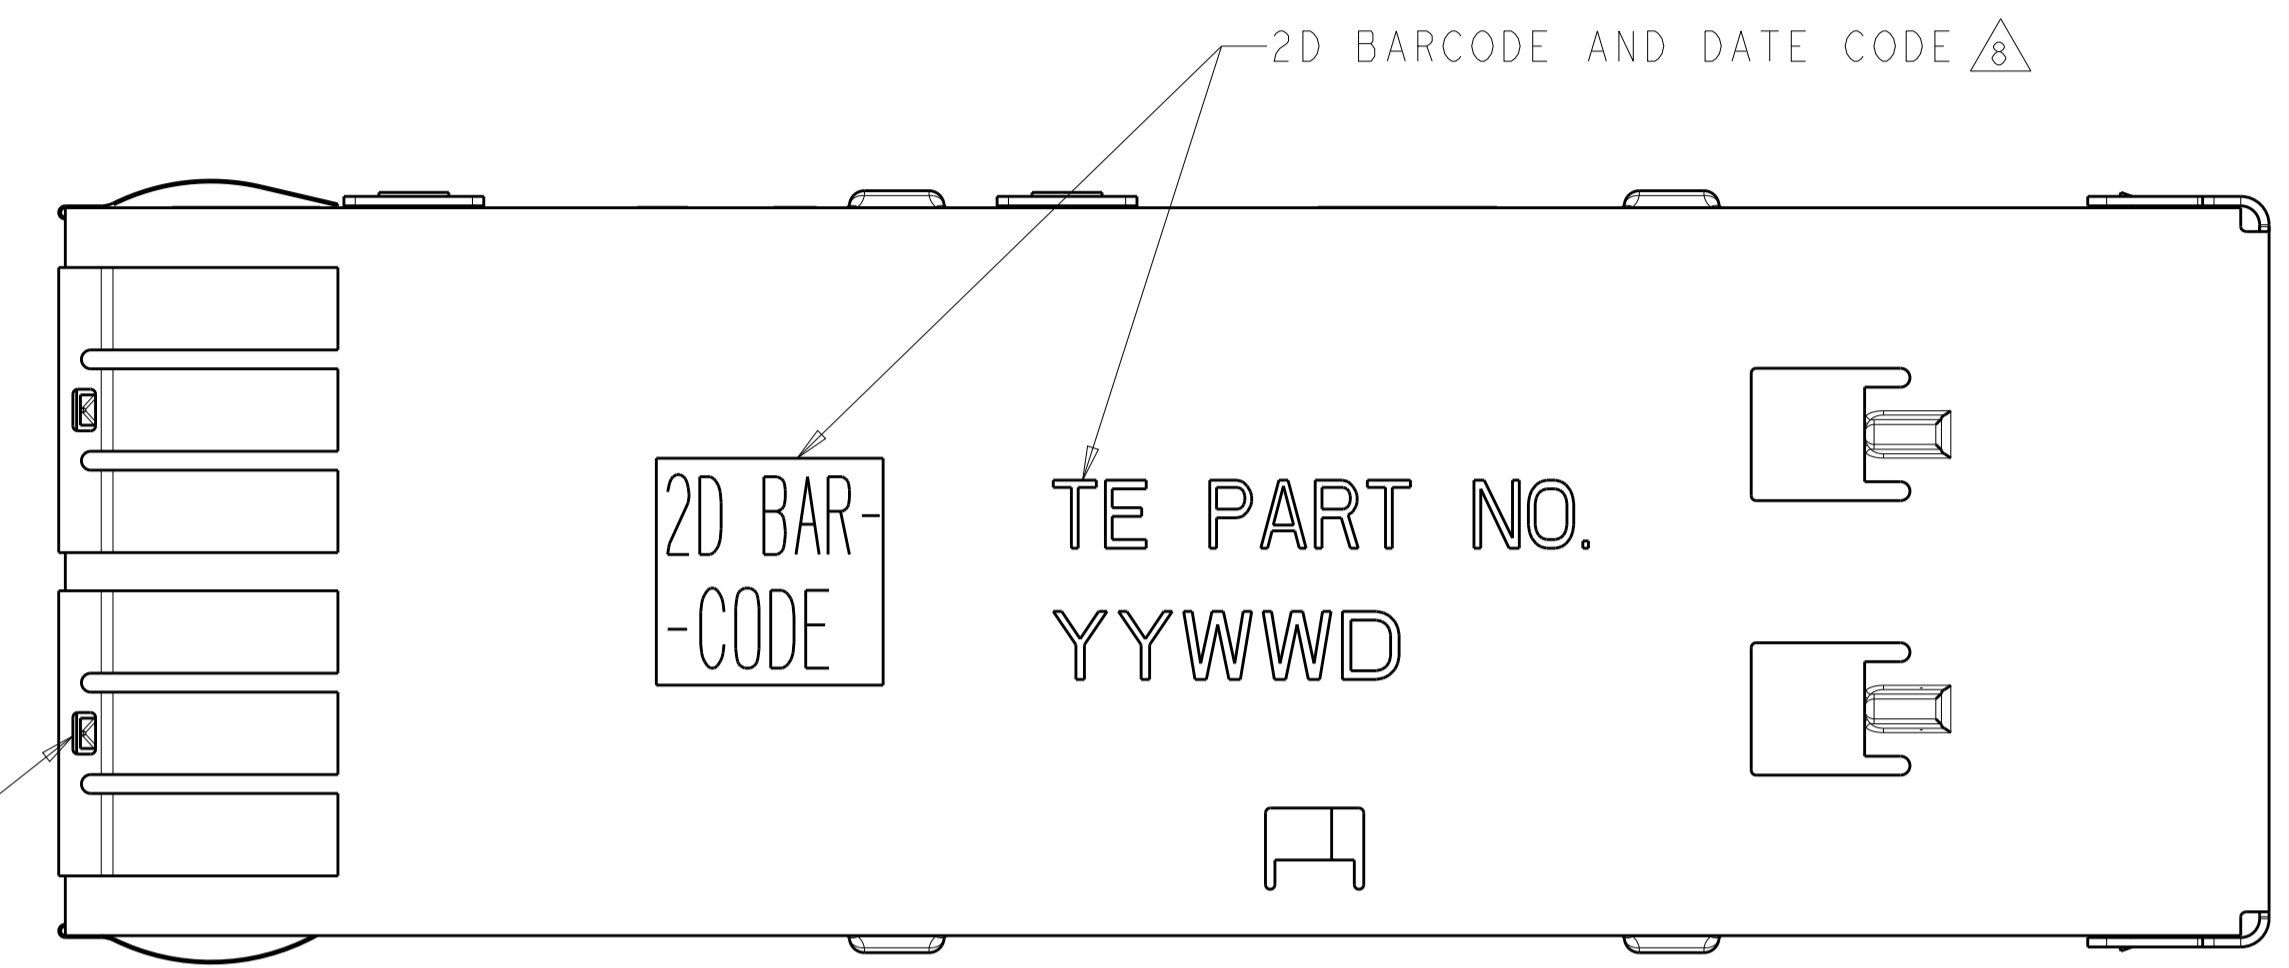 2D BARCODE AND DATE CODE 8
2D BAR-
-CODE
TE PART NO.
YYWWD